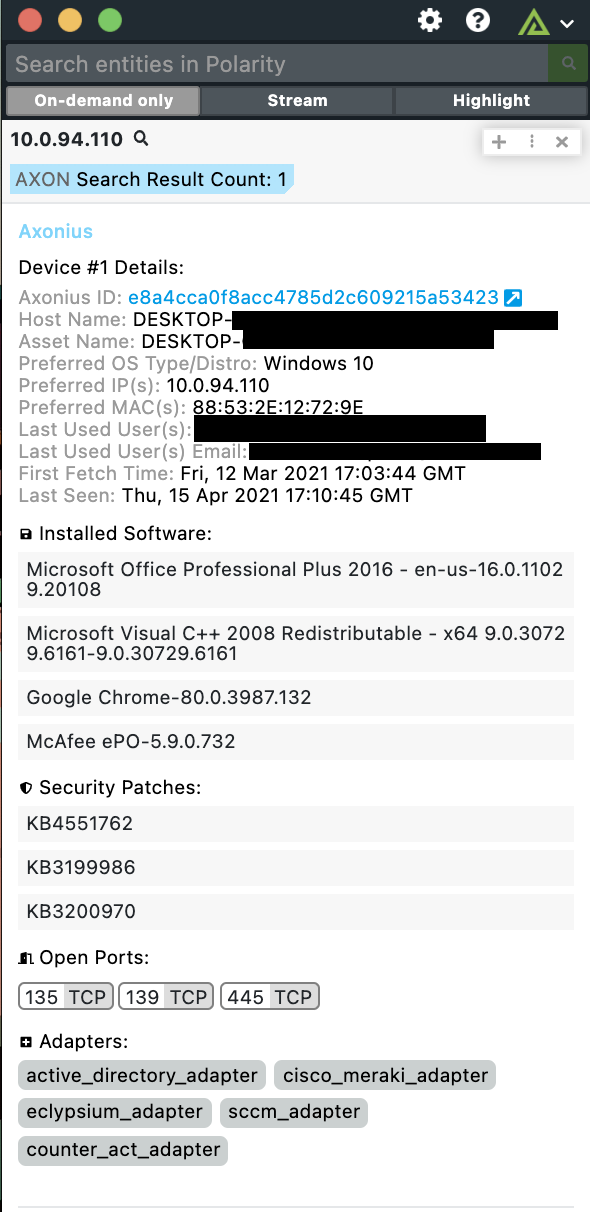 Search entities in Polarity
On-demand only Stream Highlight
10.0.94.110
AXON Search Result Count: 1
Axonius
Device #1 Details:
Axonius ID: e8a4cca0f8acc4785d2c609215a53423
Host Name: DESKTOP-
Asset Name: DESKTOP-
Preferred OS Type/Distro: Windows 10
Preferred IP(s): 10.0.94.110
Preferred MAC(s): 88:53:2E:12:72:9E
Last Used User(s):
Last Used User(s) Email:
First Fetch Time: Fri, 12 Mar 2021 17:03:44 GMT
Last Seen: Thu, 15 Apr 2021 17:10:45 GMT
Installed Software:
Microsoft Office Professional Plus 2016 - en-us-16.0.1102
9.20108
Microsoft Visual C++ 2008 Redistributable - x64 9.0.3072
9.6161-9.0.30729.6161
Google Chrome-80.0.3987.132
McAfee ePO-5.9.0.732
Security Patches:
KB4551762
KB3199986
KB3200970
Open Ports:
135 TCP 139 TCP 445 TCP
Adapters:
active_directory_adapter cisco_meraki_adapter
eclypsium_adapter sccm_adapter
counter_act_adapter